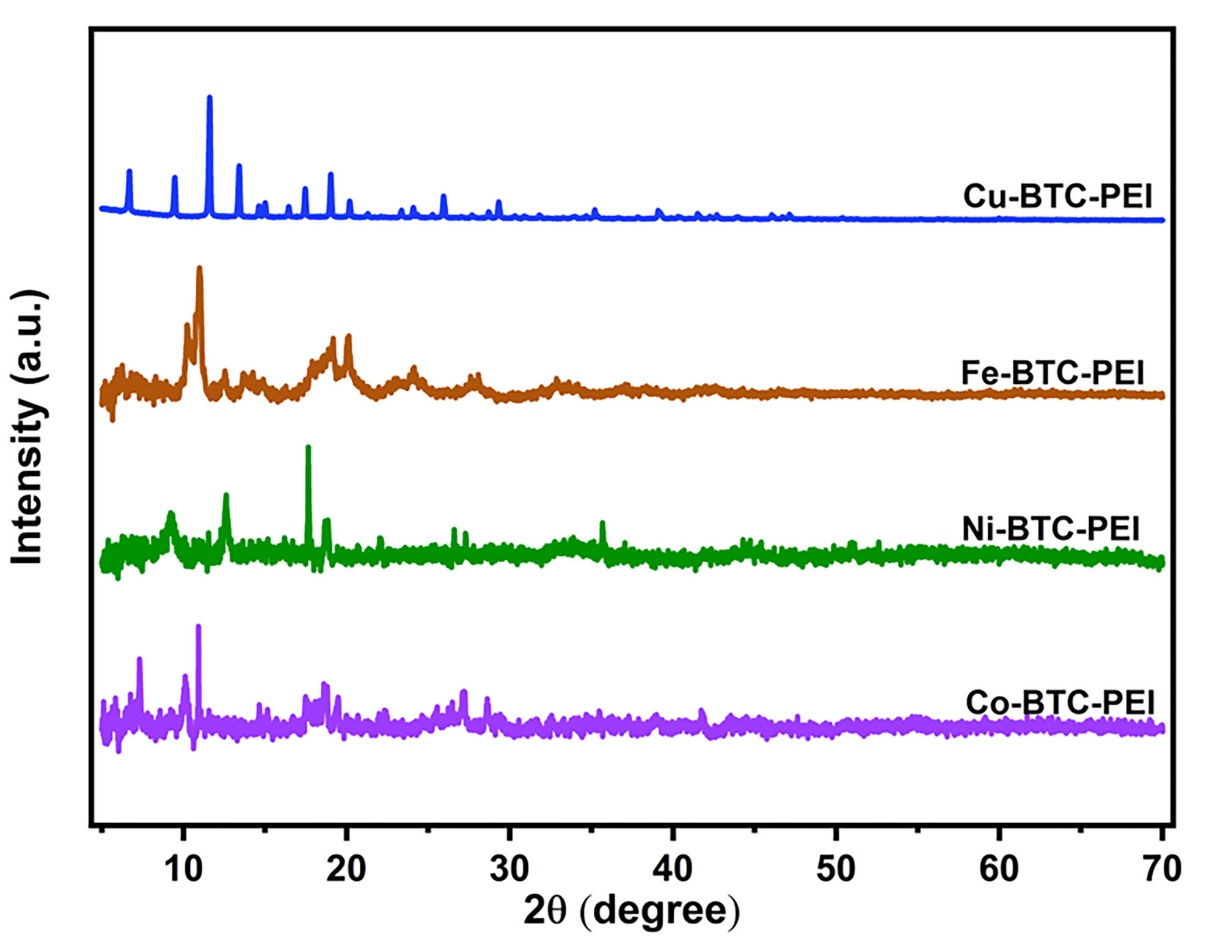 Cu-BTC-PEI
Fe-BTC-PEI
Ni-BTC-PEI
Co-BTC-PEI
Intensity (a.u.)
10 20 30 40 50 60 70
2θ (degree)